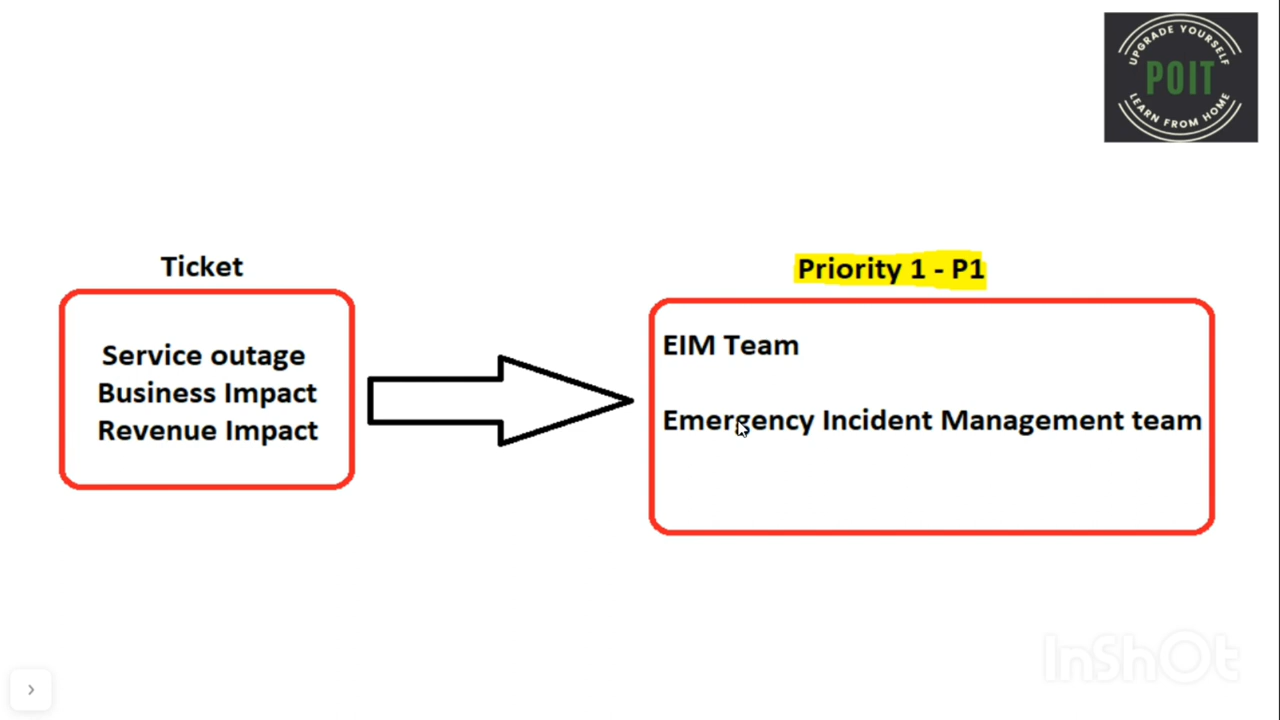 UPGRADE YOURSELF
POIT
LEARN FROM HOME
Ticket
Service outage
Business Impact
Revenue Impact
Priority 1 - P1
EIM Team
Emergency Incident Management team
InShOt